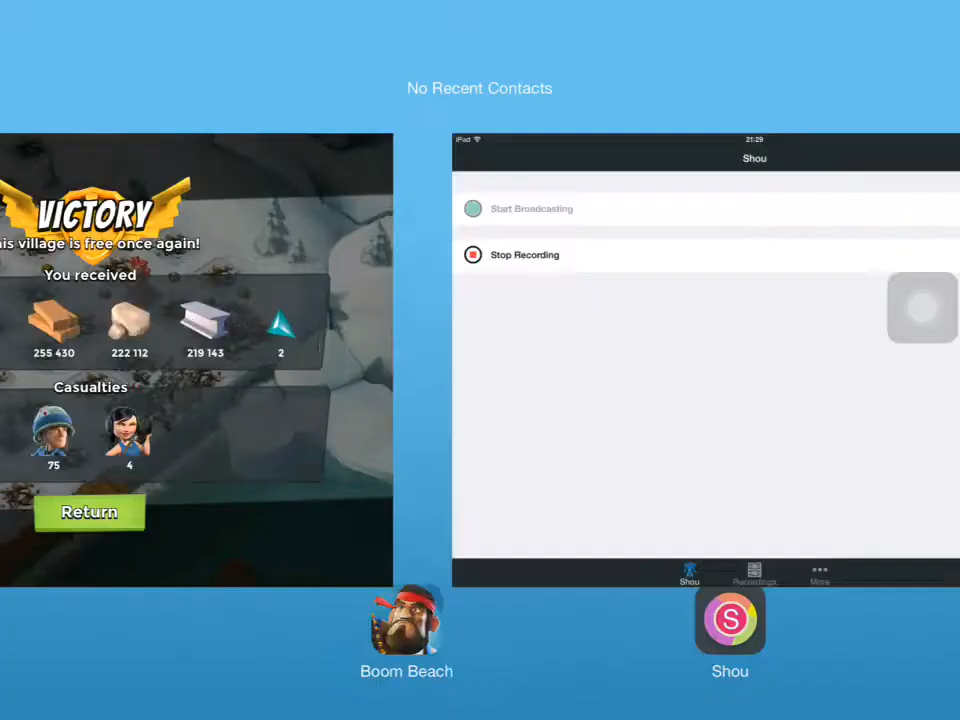 No Recent Contacts
VICTORY
his village is free once again!
You received
255 430
222 112
219 143
2
Casualties
75
4
Return
iPad
21:29
Shou
Start Broadcasting
Stop Recording
Shou
Recordings
More
S
Boom Beach
Shou